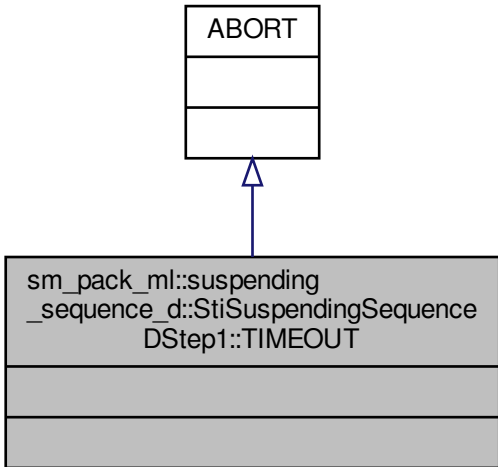 ABORT
sm_pack_ml::suspending
_sequence_d::StiSuspendingSequence
DStep1::TIMEOUT